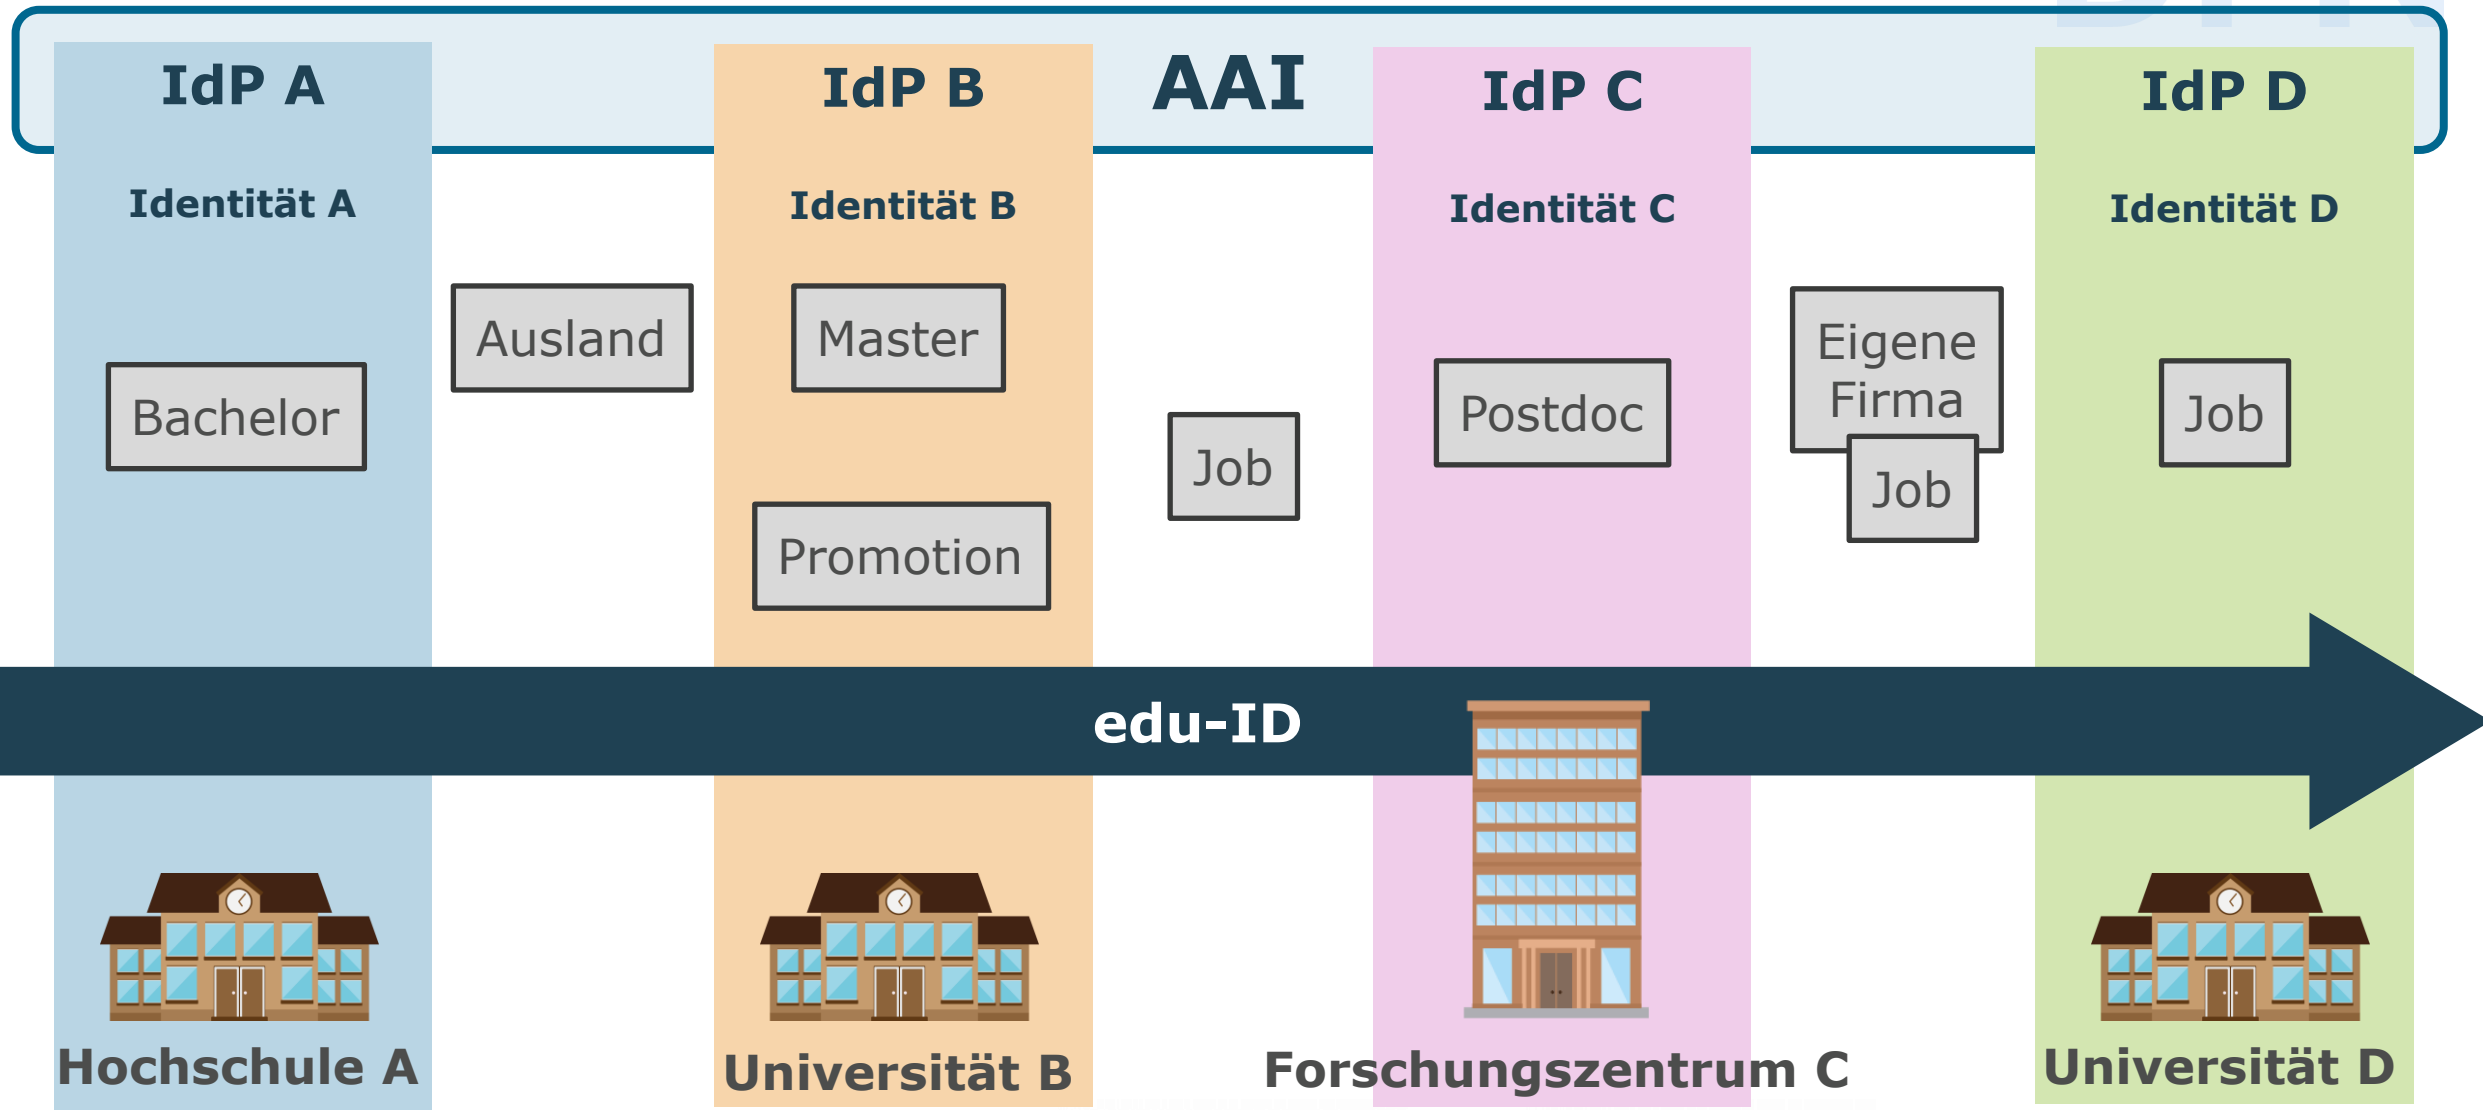 AAI
IdP A
IdP B
IdP C
IdP D
Identität A
Identität B
Identität C
Identität D
Bachelor
Ausland
Master
Promotion
Job
Postdoc
Eigene
Firma
Job
Job
edu-ID
Hochschule A
Universität B
Forschungszentrum C
Universität D